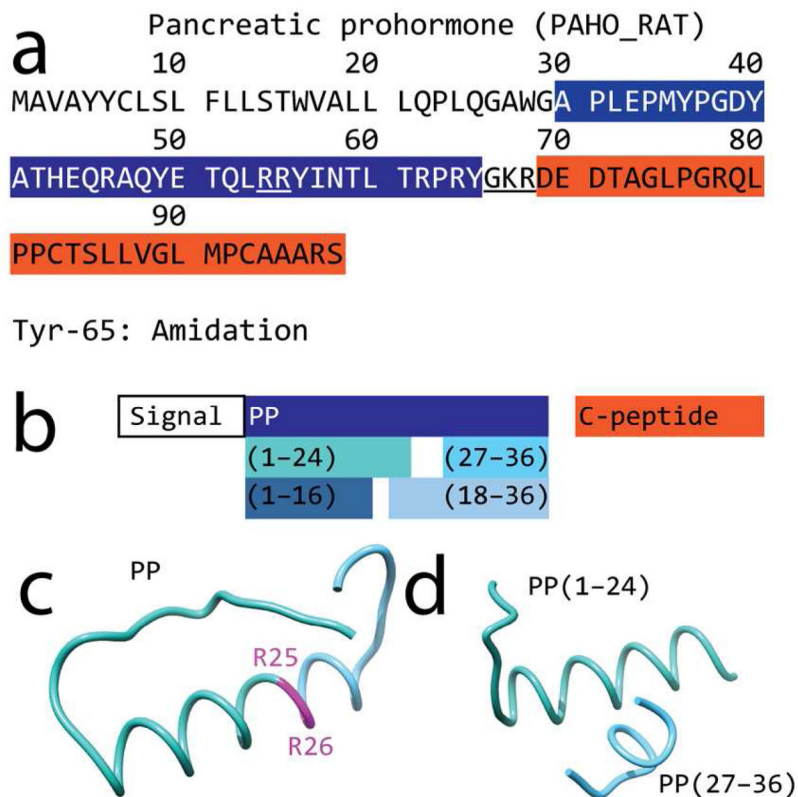 a
Pancreatic prohormone (PAHO_RAT)
10 20 30 40
MAVAYYCLSL FLLSTWVALL LQPLQGAWGA PLEPMYPGDY
50 60 70 80
ATHEQRAQYE TQLRRYINTL TRPRYGKRDE DTAGLPGRQL
90
PPCTSLLVGL MPCAAARS
Tyr-65: Amidation
b
Signal PP C-peptide
(1–24) (27–36)
(1–16) (18–36)
c
PP
R25
R26
d
PP(1–24)
PP(27–36)